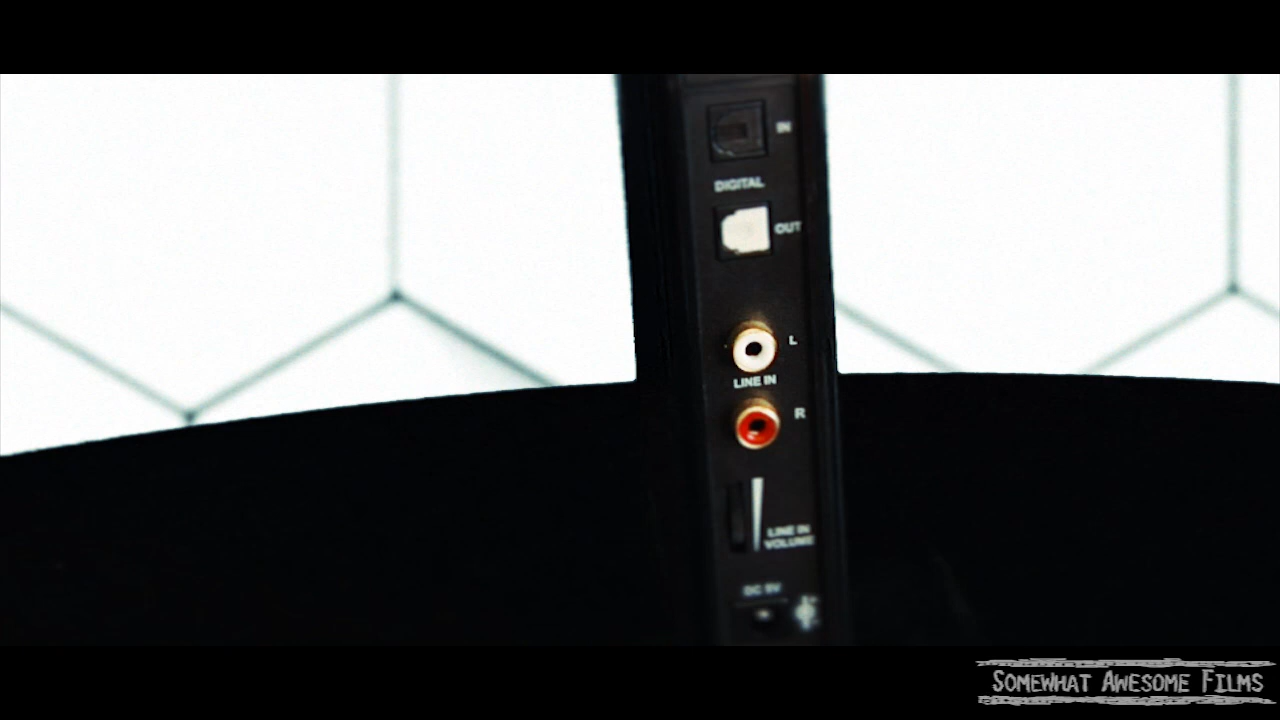 IN
DIGITAL
OUT
L
LINE IN
R
LINE IN
VOLUME
DC 5V
SOMEWHAT AWESOME FILMS